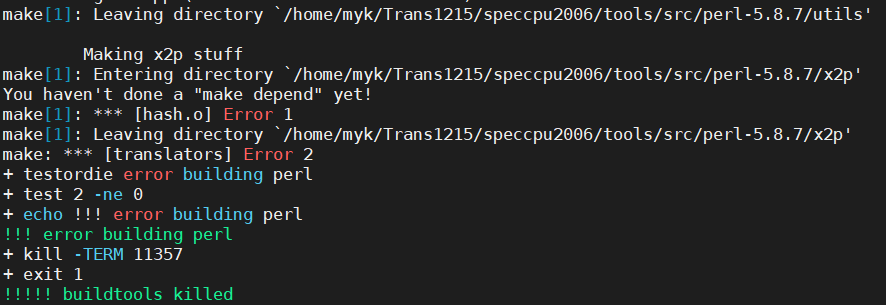 make[1]: Leaving directory `/home/myk/Trans1215/speccpu2006/tools/src/perl-5.8.7/utils'
Making x2p stuff
make[1]: Entering directory `/home/myk/Trans1215/speccpu2006/tools/src/perl-5.8.7/x2p'
You haven't done a "make depend" yet!
make[1]: *** [hash.o] Error 1
make[1]: Leaving directory `/home/myk/Trans1215/speccpu2006/tools/src/perl-5.8.7/x2p'
make: *** [translators] Error 2
+ testordie error building perl
+ test 2 -ne 0
+ echo !!! error building perl
!!! error building perl
+ kill -TERM 11357
+ exit 1
!!!!! buildtools killed